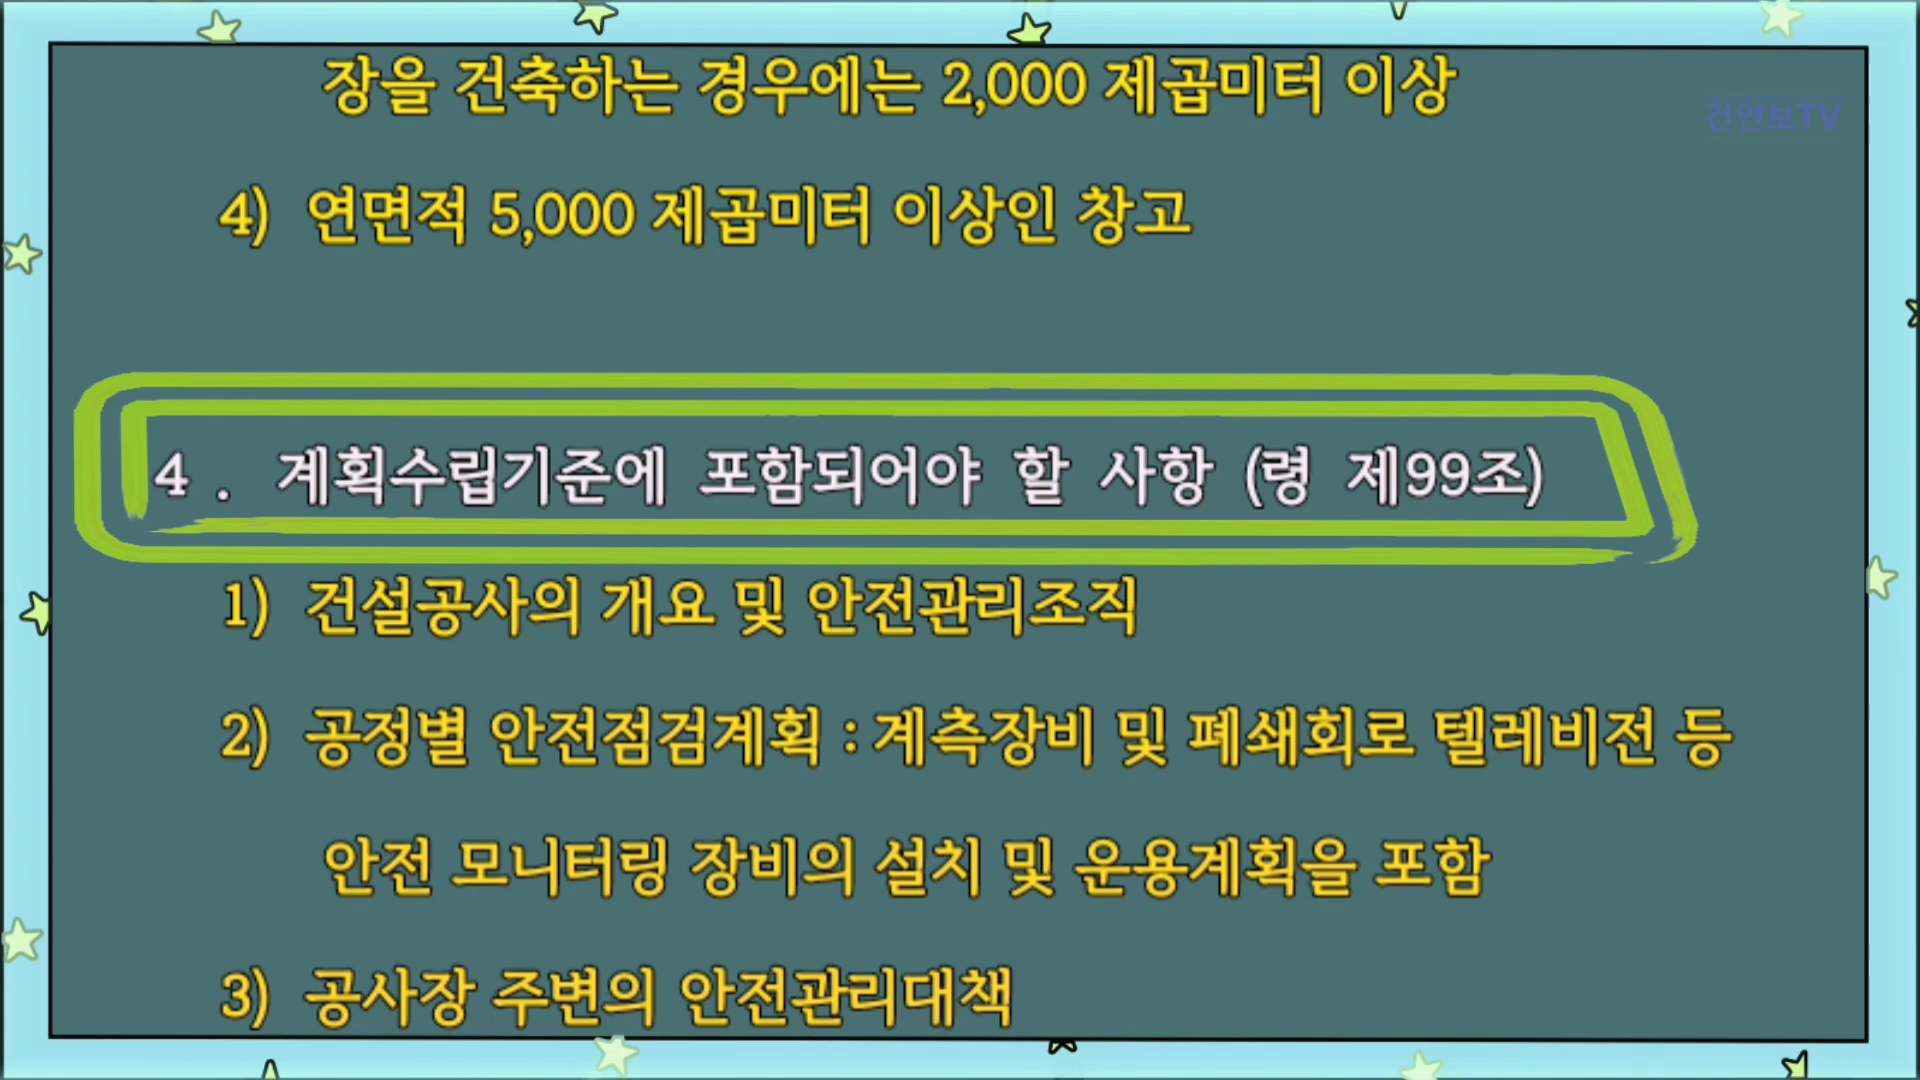 장을 건축하는 경우에는 2,000 제곱미터 이상
건안보TV
4) 연면적 5,000 제곱미터 이상인 창고
4 . 계획수립기준에 포함되어야 할 사항 (령 제99조)
1) 건설공사의 개요 및 안전관리조직
2) 공정별 안전점검계획 : 계측장비 및 폐쇄회로 텔레비전 등
안전 모니터링 장비의 설치 및 운용계획을 포함
3) 공사장 주변의 안전관리대책